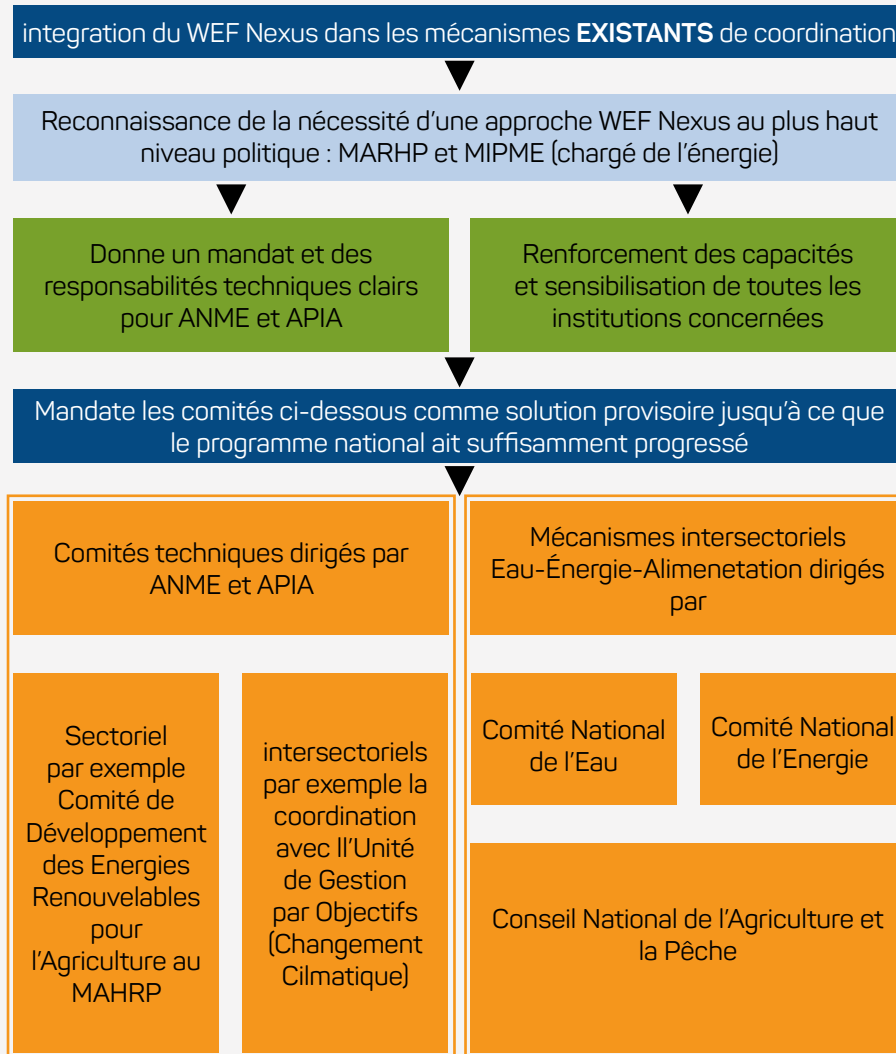 integration du WEF Nexus dans les mécanismes EXISTANTS de coordination
Reconnaissance de la nécessité d'une approche WEF Nexus au plus haut
niveau politique : MARHP et MIPME (chargé de l'énergie)
Donne un mandat et des
responsabilités techniques clairs
pour ANME et APIA
Renforcement des capacités
et sensibilisation de toutes les
institutions concernées
Mandate les comités ci-dessous comme solution provisoire jusqu'à ce que
le programme national ait suffisamment progressé
Comités techniques dirigés par
ANME et APIA
Mécanismes intersectoriels
Eau-Énergie-Alimenetation dirigés
par
Sectoriel
par exemple
Comité de
Développement
des Energies
Renouvelables
pour
l'Agriculture au
MAHRP
intersectoriels
par exemple la
coordination
avec ll'Unité
de Gestion
par Objectifs
(Changement
Cilmatique)
Comité National
de l'Eau
Comité National
de l'Energie
Conseil National de l'Agriculture et
la Pêche